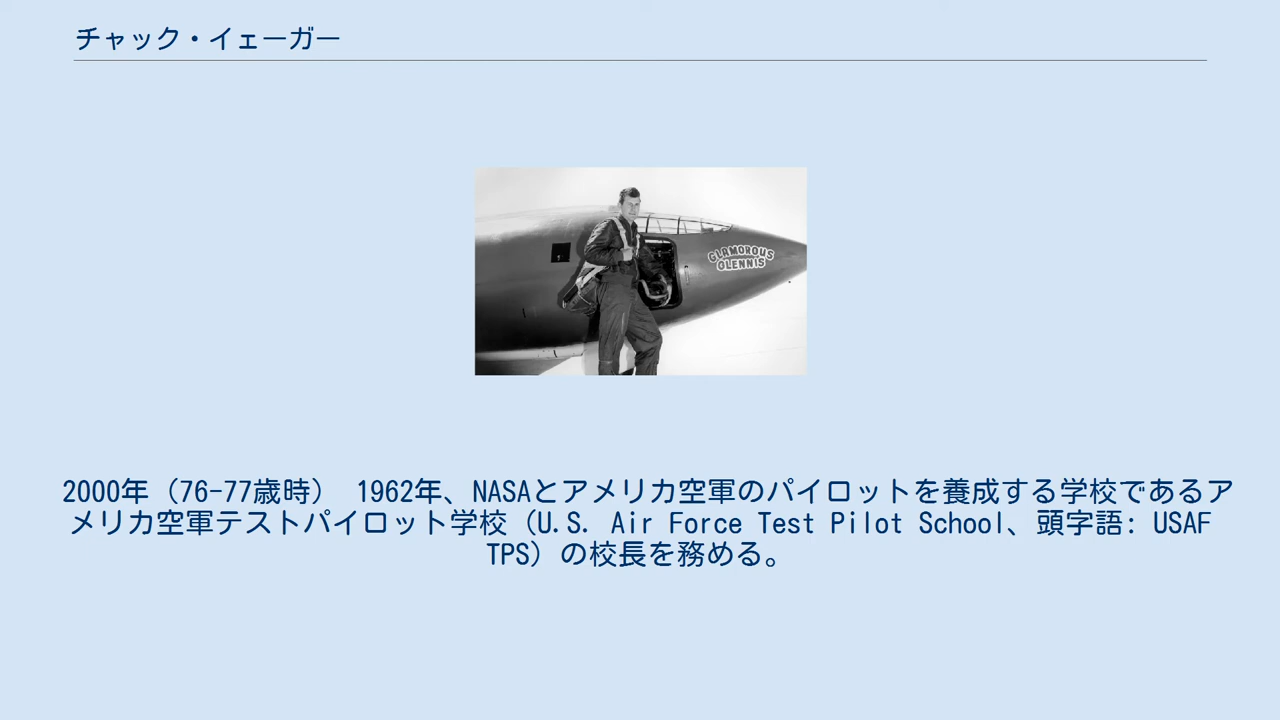 チャック・イェーガー
GLAMOROUS
GLENNIS
2000年（76-77歳時） 1962年、NASAとアメリカ空軍のパイロットを養成する学校であるア
メリカ空軍テストパイロット学校（U.S. Air Force Test Pilot School、頭字語: USAF
TPS）の校長を務める。